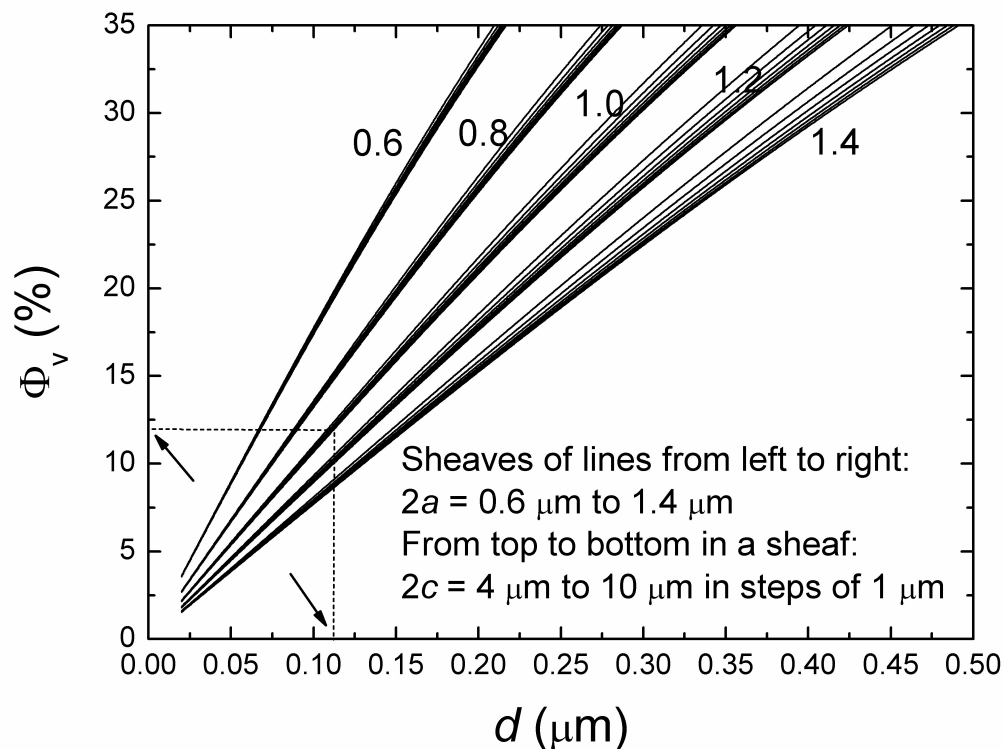 35
30
25
20
15
10
5
0
Φv (%)
0.6
0.8
1.0
1.2
1.4
Sheaves of lines from left to right:
2a = 0.6 μm to 1.4 μm
From top to bottom in a sheaf:
2c = 4 μm to 10 μm in steps of 1 μm
0.00 0.05 0.10 0.15 0.20 0.25 0.30 0.35 0.40 0.45 0.50
d (μm)